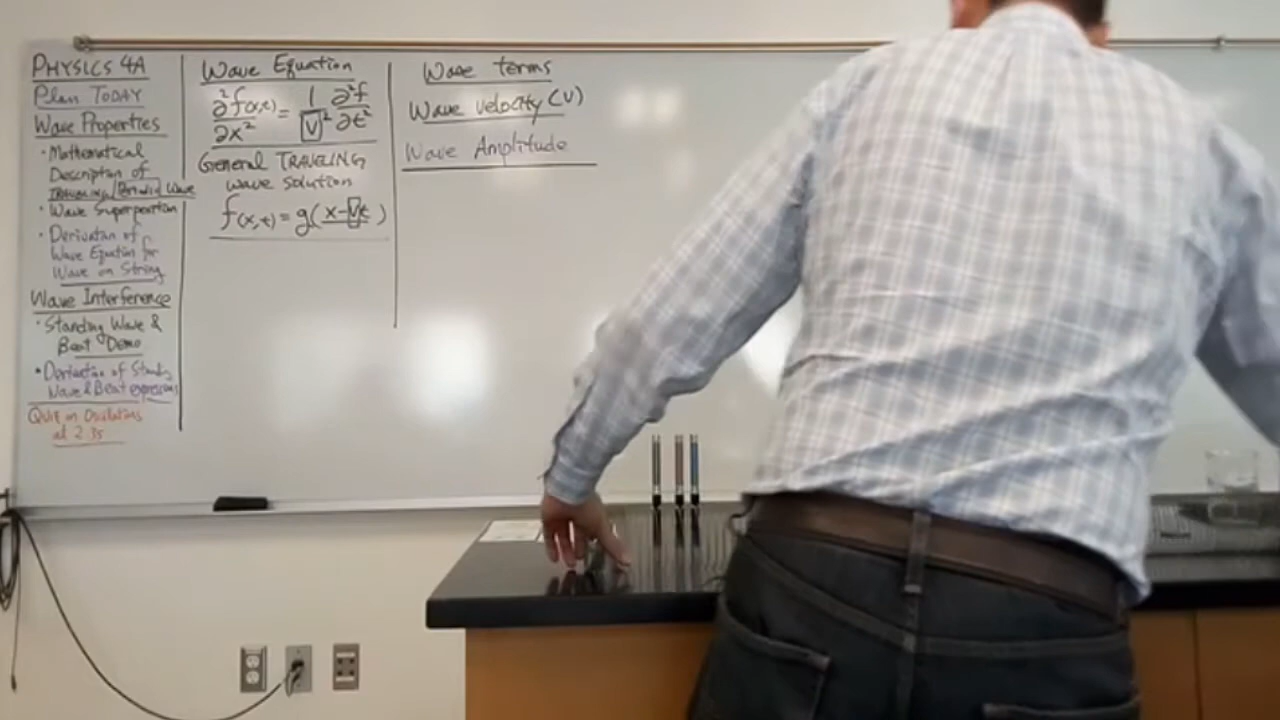 PHYSICS 4A
Plan TODAY
Wave Properties
• Mathematical
Description of
TRAVELING/Periodic Wave
• Wave Superposition
• Derivation of
Wave Equation for
Wave on String
Wave Interference
• Standing Wave &
Beat Demo
• Derivation of Standing
Wave & Beat expressions
Quiz on Oscillations
at 2:35
Wave Equation
∂²f(x,t)/∂x² = 1/v² ∂²f/∂t²
General TRAVELING
wave solution
f(x,t) = g(x-vt)
Wave terms
Wave velocity (v)
Wave Amplitude